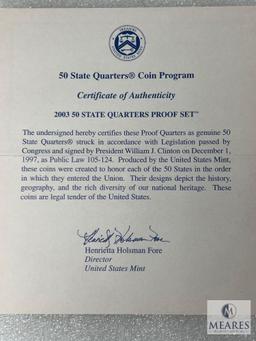 50 State Quarters® Coin Program
Certificate of Authenticity
2003 50 STATE QUARTERS PROOF SET™
The undersigned hereby certifies these Proof Quarters as genuine 50
State Quarters® struck in accordance with Legislation passed by
Congress and signed by President William J. Clinton on December 1,
1997, as Public Law 105-124. Produced by the United States Mint,
these coins were created to honor each of the 50 States in the order
in which they entered the Union. Their designs depict the history,
geography, and the rich diversity of our national heritage. These
coins are legal tender of the United States.
Henrietta Holsman Fore
Henrietta Holsman Fore
Director
United States Mint
MEARES